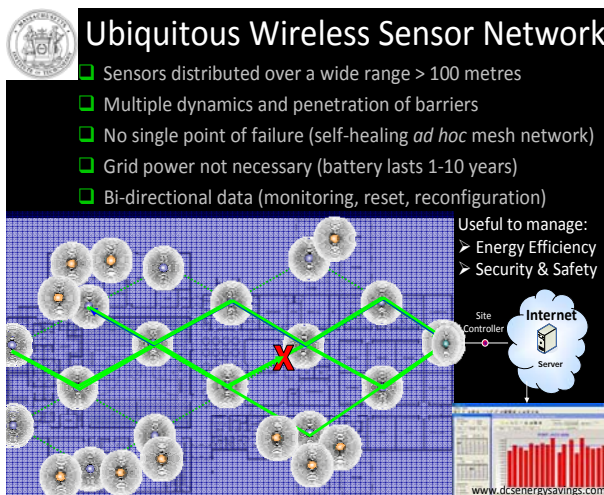 Ubiquitous Wireless Sensor Network
Sensors distributed over a wide range > 100 metres
Multiple dynamics and penetration of barriers
No single point of failure (self-healing ad hoc mesh network)
Grid power not necessary (battery lasts 1-10 years)
Bi-directional data (monitoring, reset, reconfiguration)
Useful to manage:
Energy Efficiency
Security & Safety
Site
Controller
Internet
Server
X
www.dcsenergysavings.com